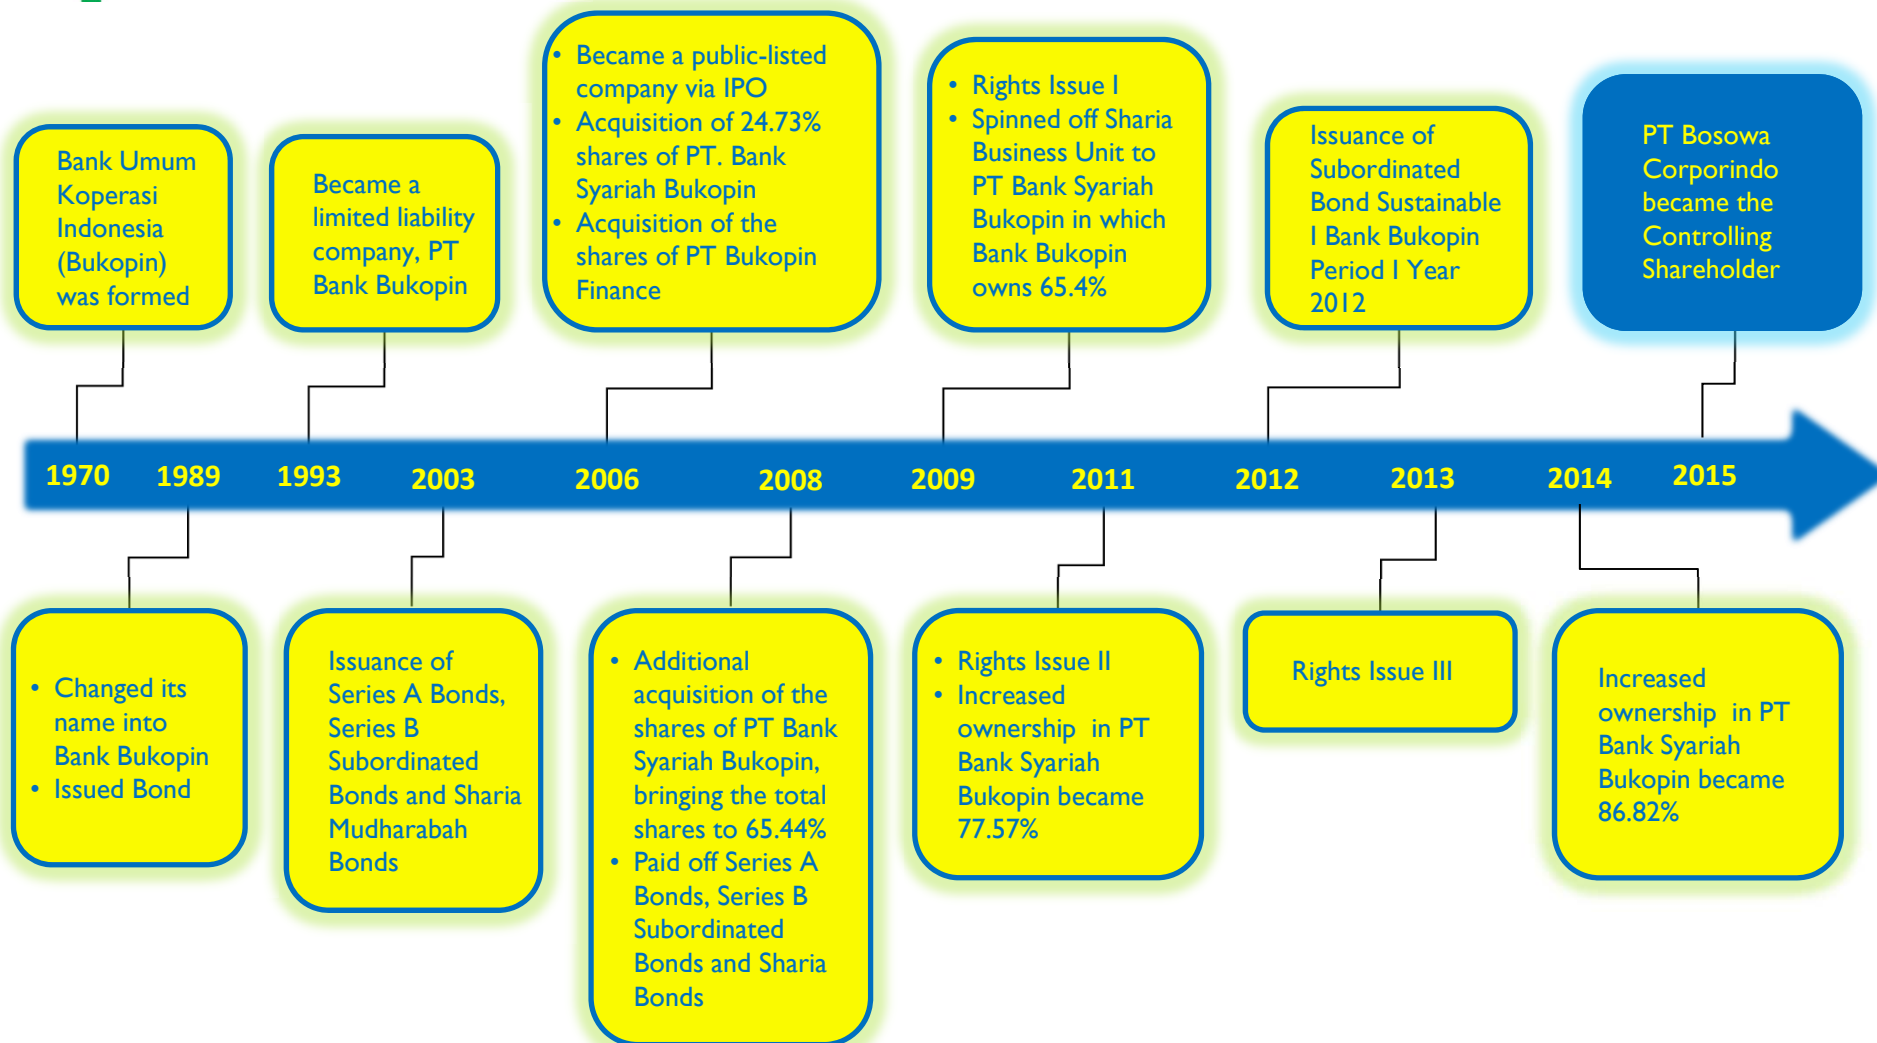 Bank Umum
Koperasi
Indonesia
(Bukopin)
was formed
Became a
limited liability
company, PT
Bank Bukopin
• Became a public-listed
company via IPO
• Acquisition of 24.73%
shares of PT. Bank
Syariah Bukopin
• Acquisition of the
shares of PT Bukopin
Finance
• Rights Issue I
• Spinned off Sharia
Business Unit to
PT Bank Syariah
Bukopin in which
Bank Bukopin
owns 65.4%
Issuance of
Subordinated
Bond Sustainable
I Bank Bukopin
Period I Year
2012
PT Bosowa
Corporindo
became the
Controlling
Shareholder
1970 1989 1993 2003 2006 2008 2009 2011 2012 2013 2014 2015
• Changed its
name into
Bank Bukopin
• Issued Bond
Issuance of
Series A Bonds,
Series B
Subordinated
Bonds and Sharia
Mudharabah
Bonds
• Additional
acquisition of the
shares of PT Bank
Syariah Bukopin,
bringing the total
shares to 65.44%
• Paid off Series A
Bonds, Series B
Subordinated
Bonds and Sharia
Bonds
• Rights Issue II
• Increased
ownership in PT
Bank Syariah
Bukopin became
77.57%
Rights Issue III
Increased
ownership in PT
Bank Syariah
Bukopin became
86.82%